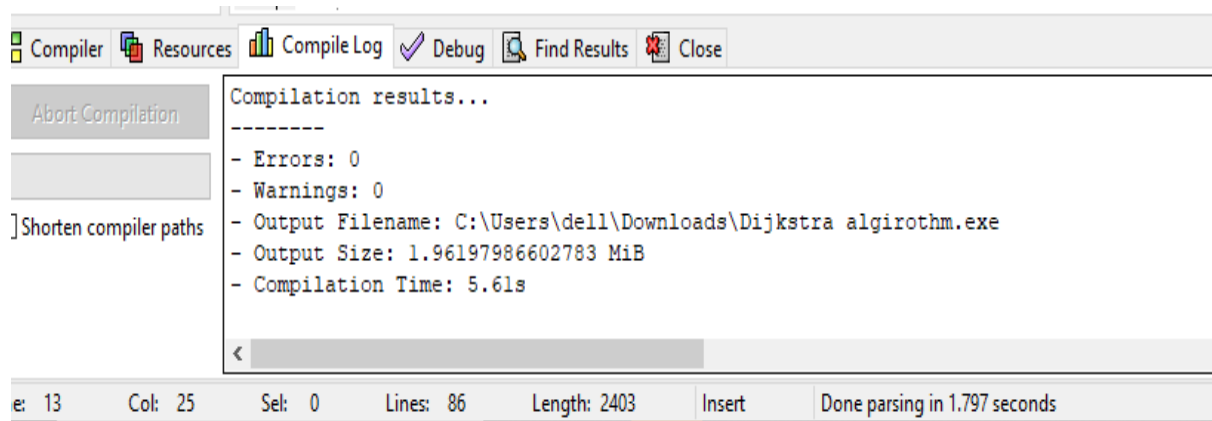 Compiler Resources Compile Log Debug Find Results Close
Abort Compilation
Shorten compiler paths
Compilation results...
--------
- Errors: 0
- Warnings: 0
- Output Filename: C:\Users\dell\Downloads\Dijkstra algirothm.exe
- Output Size: 1.96197986602783 MiB
- Compilation Time: 5.61s
e: 13 Col: 25 Sel: 0 Lines: 86 Length: 2403 Insert Done parsing in 1.797 seconds